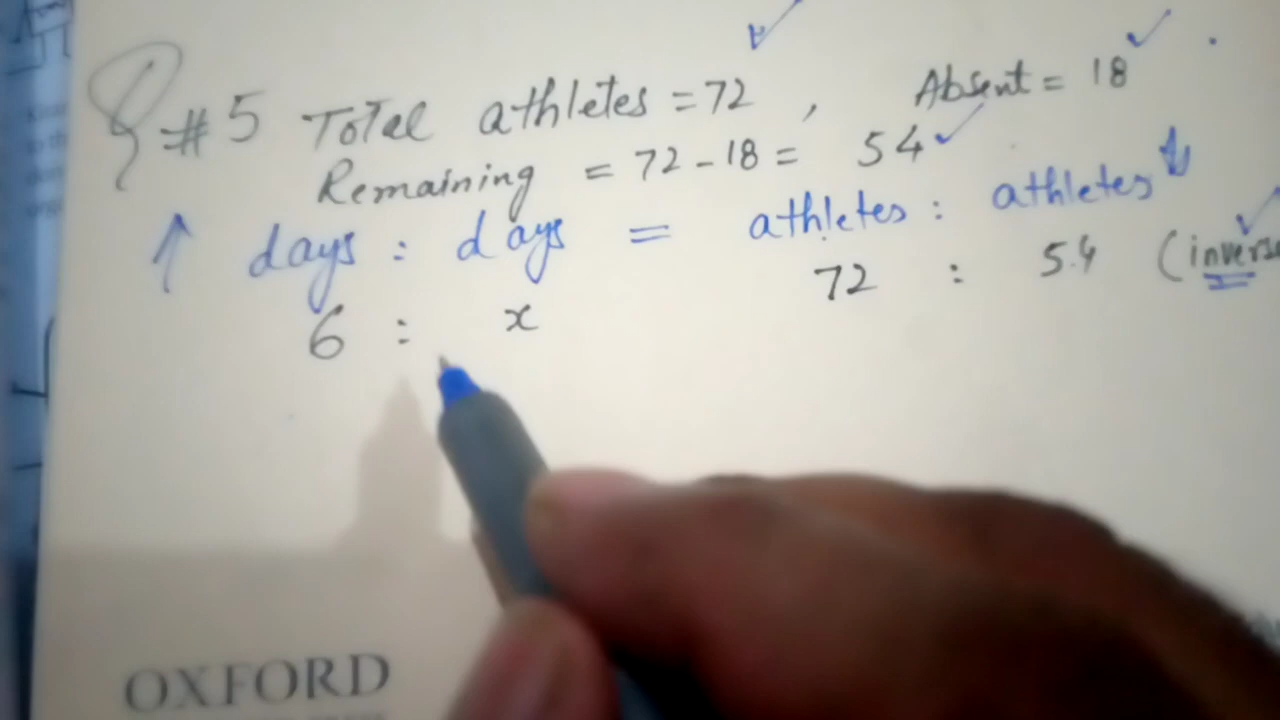 #5 Total athletes = 72 , Absent = 18
Remaining = 72 - 18 = 54
↑ days : days = athletes : athletes ↓
6 : x 72 : 54 (inverse
OXFORD